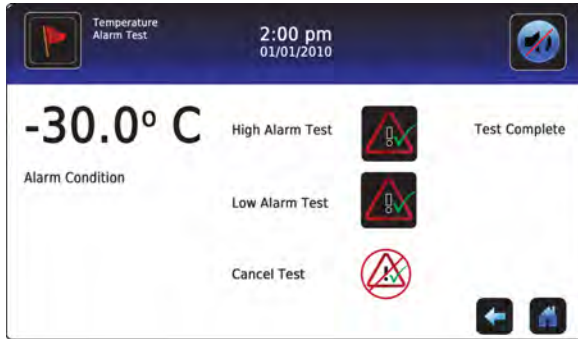 Temperature
Alarm Test
2:00 pm
01/01/2010
-30.0º C
High Alarm Test
Test Complete
Alarm Condition
Low Alarm Test
Cancel Test